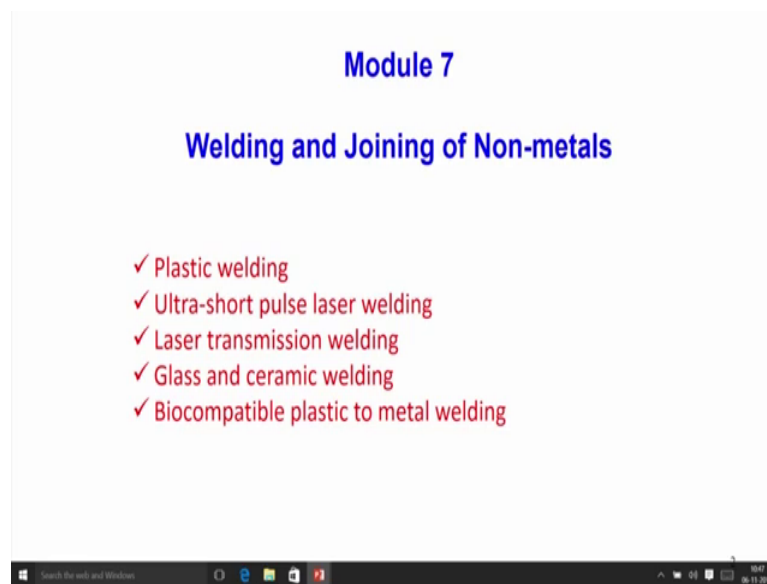 Module 7
Welding and Joining of Non-metals
✓ Plastic welding
✓ Ultra-short pulse laser welding
✓ Laser transmission welding
✓ Glass and ceramic welding
✓ Biocompatible plastic to metal welding
2
Search the web and Windows
10:47